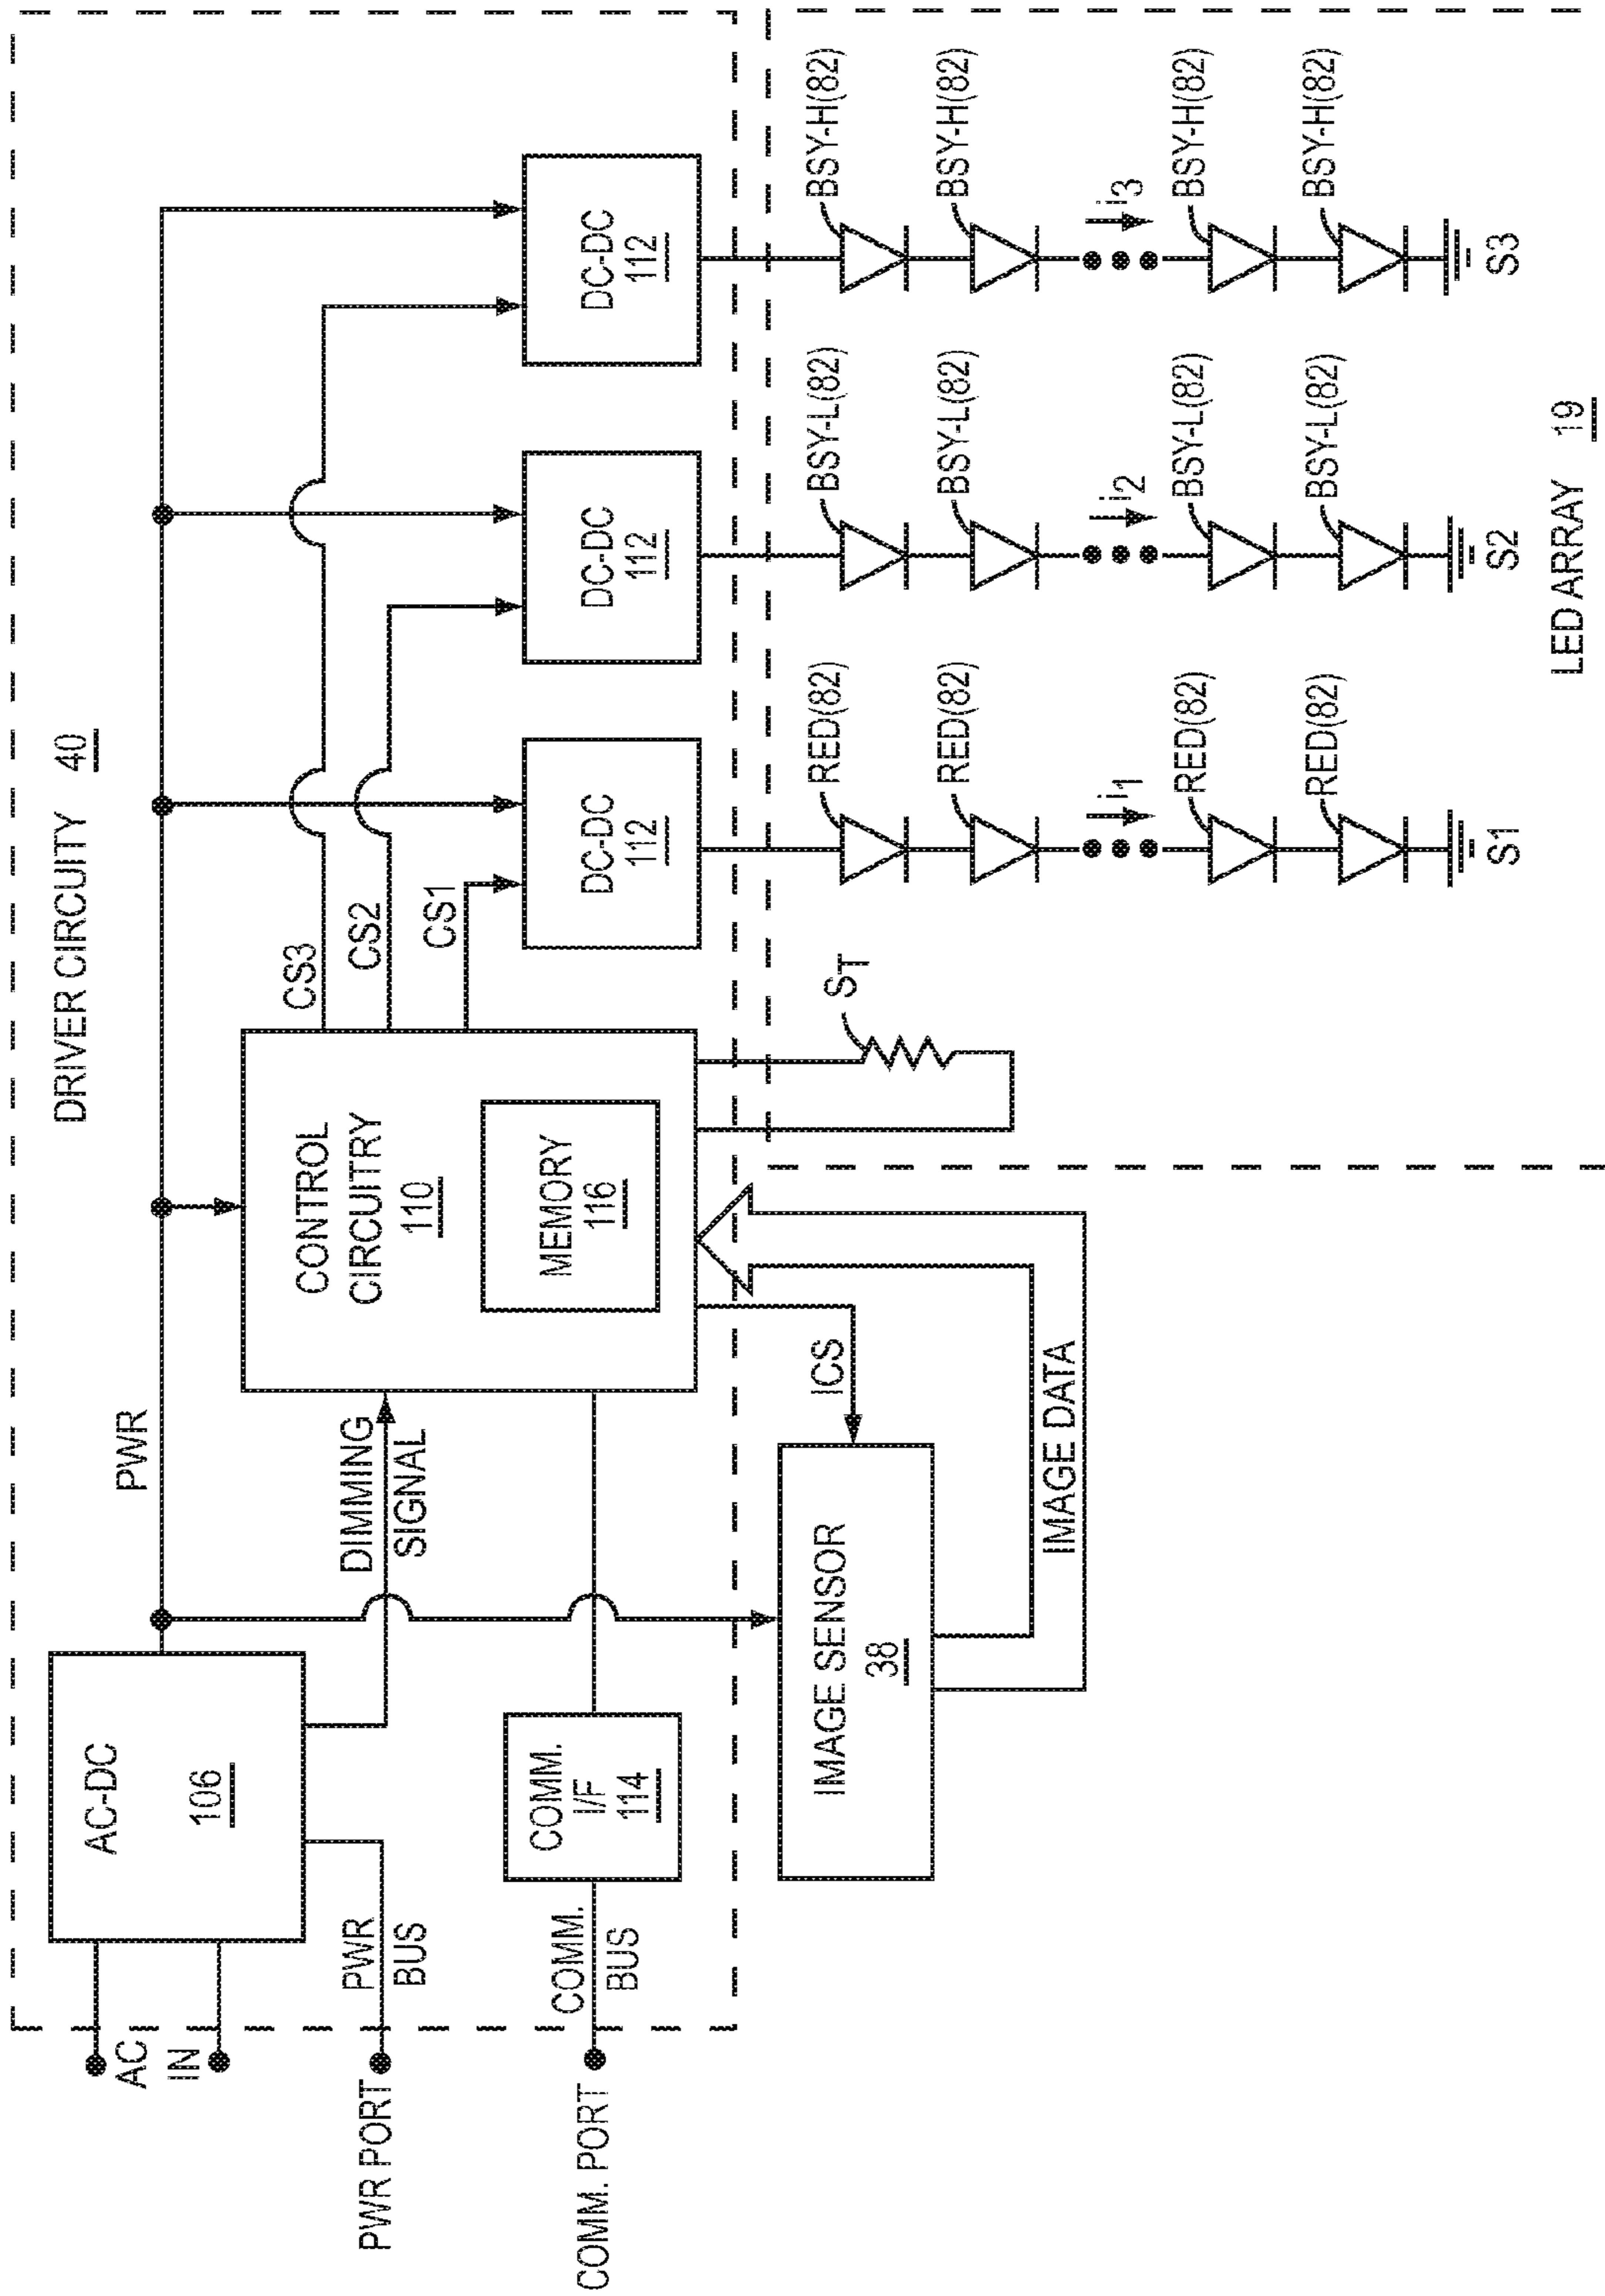 DRIVER CIRCUITY 40
AC-DC
106
PWR
CONTROL
CIRCUITRY
110
MEMORY
116
DIMMING
SIGNAL
CS3
CS2
CS1
DC-DC
112
DC-DC
112
DC-DC
112
AC
IN
PWR
BUS
PWR PORT
COMM.
I/F
114
COMM.
BUS
COMM. PORT
IMAGE SENSOR
38
ICS
IMAGE DATA
ST
RED(82)
RED(82)
i1
RED(82)
RED(82)
S1
BSY-L(82)
BSY-L(82)
i2
BSY-L(82)
BSY-L(82)
S2
BSY-H(82)
BSY-H(82)
i3
BSY-H(82)
BSY-H(82)
S3
LED ARRAY 19